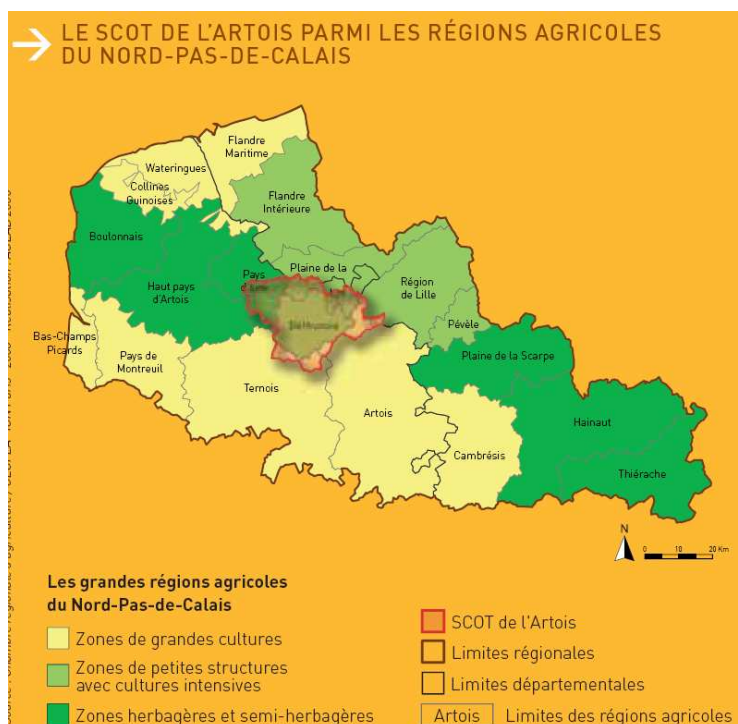 LE SCOT DE L'ARTOIS PARMI LES RÉGIONS AGRICOLES
DU NORD-PAS-DE-CALAIS
Flandre
Maritime
Wateringues
Collines
Guinoises
Flandre
Intérieure
Boulonnais
Haut pays
d'Artois
Pays
Plaine de la
Région
de Lille
Pévèle
Bas-Champs
Picards
Pays de
Montreuil
Plaine de la Scarpe
Ternois
Artois
Hainaut
Cambrésis
Thiérache
N
0 10 20 Km
Les grandes régions agricoles
du Nord-Pas-de-Calais
Zones de grandes cultures
Zones de petites structures
avec cultures intensives
Zones herbagères et semi-herbagères
SCOT de l'Artois
Limites régionales
Limites départementales
Artois Limites des régions agricoles